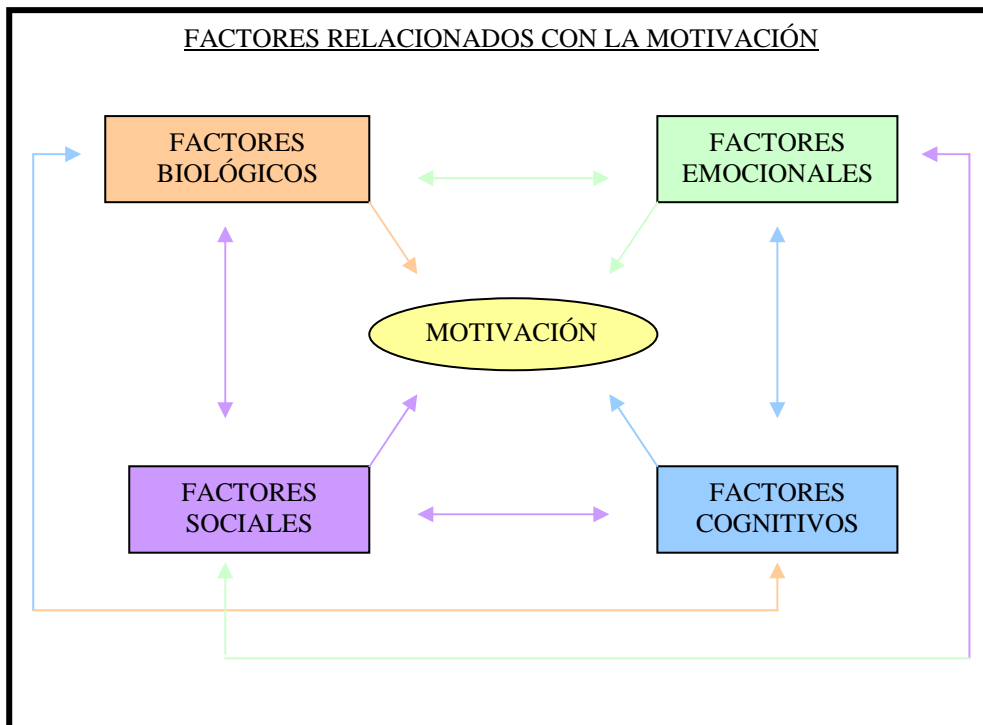 FACTORES RELACIONADOS CON LA MOTIVACIÓN
FACTORES
BIOLÓGICOS
FACTORES
EMOCIONALES
MOTIVACIÓN
FACTORES
SOCIALES
FACTORES
COGNITIVOS